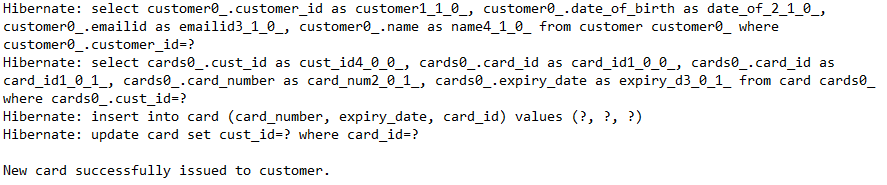 Hibernate: select customer0_.customer_id as customer1_1_0_, customer0_.date_of_birth as date_of_2_1_0_,
customer0_.emailid as emailid3_1_0_, customer0_.name as name4_1_0_ from customer customer0_ where
customer0_.customer_id=?
Hibernate: select cards0_.cust_id as cust_id4_0_0_, cards0_.card_id as card_id1_0_0_, cards0_.card_id as
card_id1_0_1_, cards0_.card_number as card_num2_0_1_, cards0_.expiry_date as expiry_d3_0_1_ from card cards0_
where cards0_.cust_id=?
Hibernate: insert into card (card_number, expiry_date, card_id) values (?, ?, ?)
Hibernate: update card set cust_id=? where card_id=?
New card successfully issued to customer.